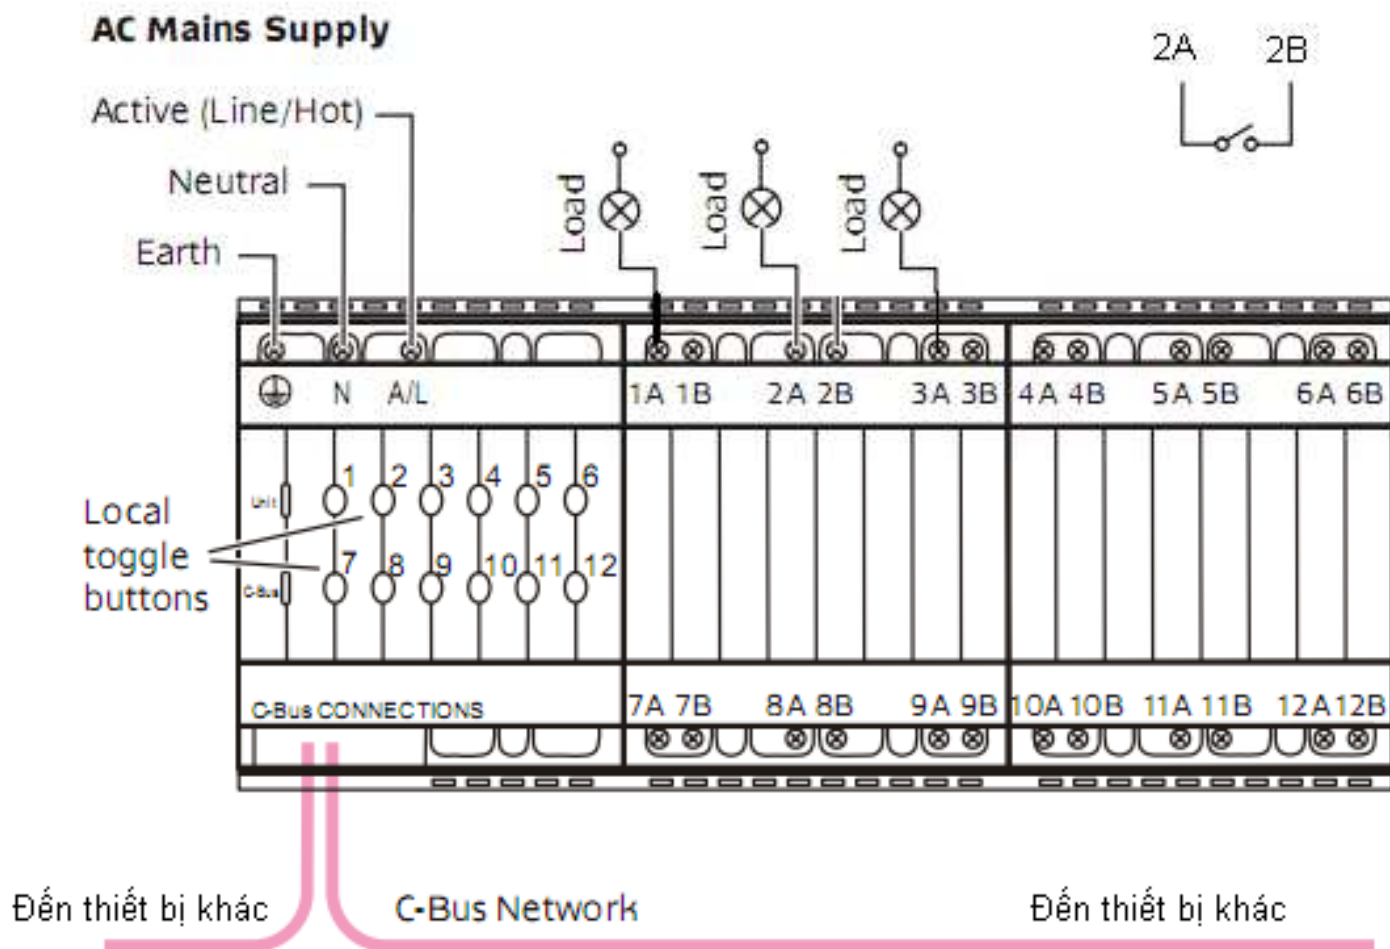 AC Mains Supply
2A 2B
Active (Line/Hot)
Neutral
Earth
Load
Load
Load
N A/L
1A 1B 2A 2B 3A 3B 4A 4B 5A 5B 6A 6B
Unit
1 2 3 4 5 6
Local
toggle
buttons
C-Bus
7 8 9 10 11 12
C-Bus CONNECTIONS
7A 7B 8A 8B 9A 9B 10A 10B 11A 11B 12A 12B
Đến thiết bị khác
C-Bus Network
Đến thiết bị khác